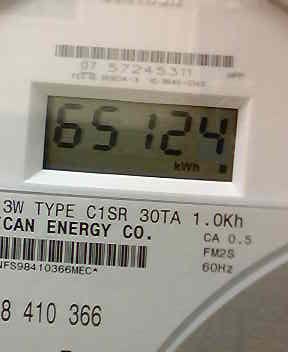 07 57245311
65124
kWh
3W TYPE C1SR 30TA 1.0Kh
CAN ENERGY CO.
CA 0.5
FM2S
60Hz
NFS98410366MEC*
8 410 366